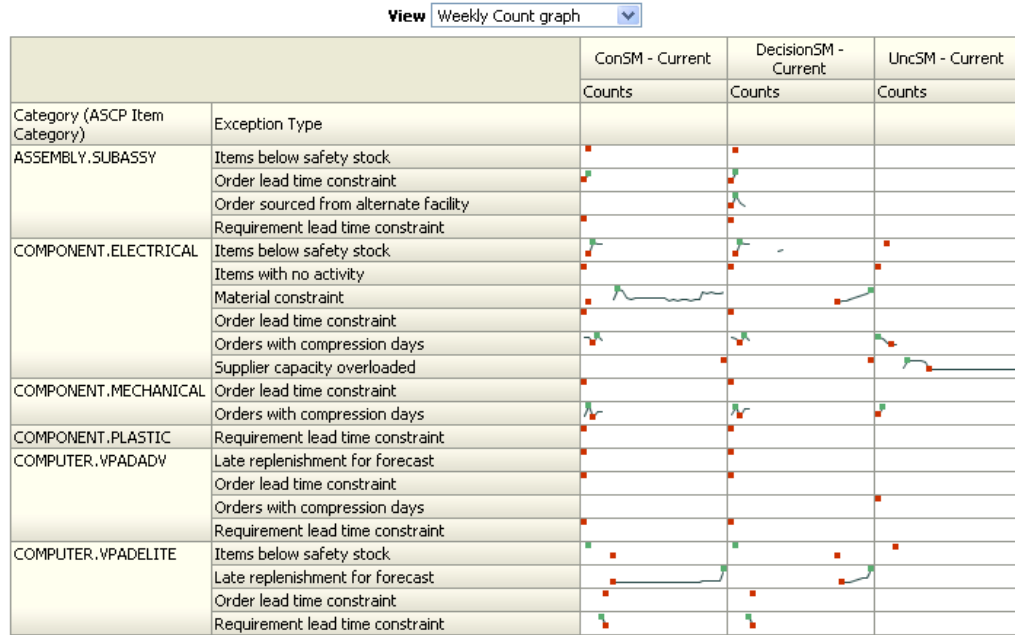 View Weekly Count graph
ConSM - Current DecisionSM - Current UncSM - Current
Counts Counts Counts
Category (ASCP Item Category) Exception Type
ASSEMBLY.SUBASSY Items below safety stock
Order lead time constraint
Order sourced from alternate facility
Requirement lead time constraint
COMPONENT.ELECTRICAL Items below safety stock
Items with no activity
Material constraint
Order lead time constraint
Orders with compression days
Supplier capacity overloaded
COMPONENT.MECHANICAL Order lead time constraint
Orders with compression days
COMPONENT.PLASTIC Requirement lead time constraint
COMPUTER.VPADADV Late replenishment for forecast
Order lead time constraint
Orders with compression days
Requirement lead time constraint
COMPUTER.VPADELITE Items below safety stock
Late replenishment for forecast
Order lead time constraint
Requirement lead time constraint